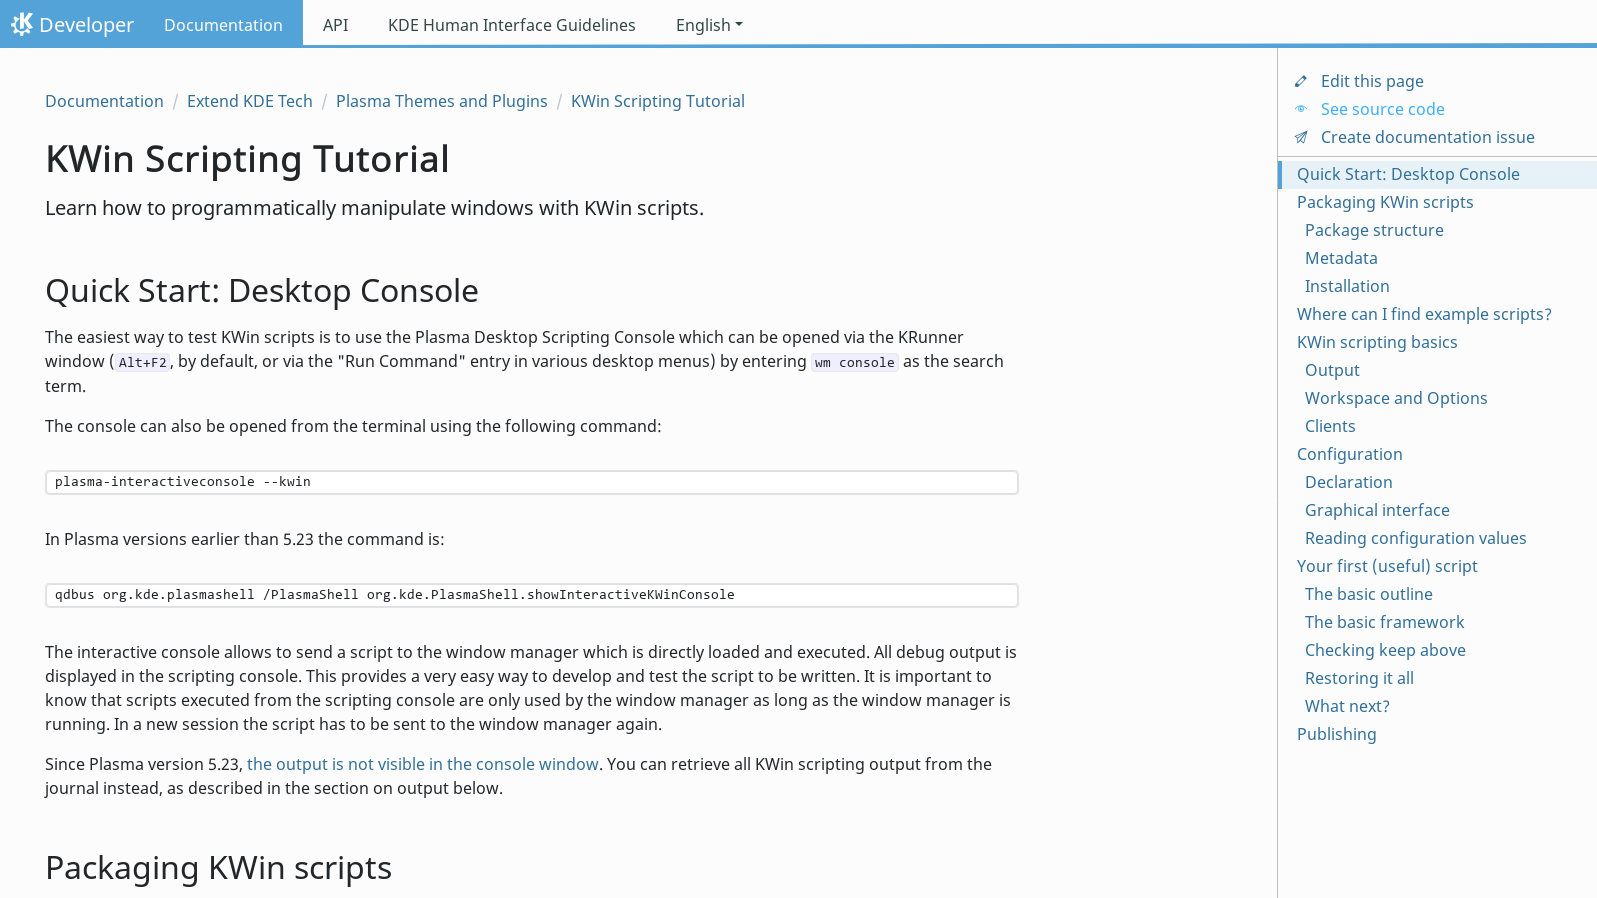 Developer Documentation API KDE Human Interface Guidelines English
Documentation / Extend KDE Tech / Plasma Themes and Plugins / KWin Scripting Tutorial
KWin Scripting Tutorial
Learn how to programmatically manipulate windows with KWin scripts.
Quick Start: Desktop Console
The easiest way to test KWin scripts is to use the Plasma Desktop Scripting Console which can be opened via the KRunner
window (Alt+F2, by default, or via the "Run Command" entry in various desktop menus) by entering wm console as the search
term.
The console can also be opened from the terminal using the following command:
plasma-interactiveconsole --kwin
In Plasma versions earlier than 5.23 the command is:
qdbus org.kde.plasmashell /PlasmaShell org.kde.PlasmaShell.showInteractiveKWinConsole
The interactive console allows to send a script to the window manager which is directly loaded and executed. All debug output is
displayed in the scripting console. This provides a very easy way to develop and test the script to be written. It is important to
know that scripts executed from the scripting console are only used by the window manager as long as the window manager is
running. In a new session the script has to be sent to the window manager again.
Since Plasma version 5.23, the output is not visible in the console window. You can retrieve all KWin scripting output from the
journal instead, as described in the section on output below.
Packaging KWin scripts
Edit this page
See source code
Create documentation issue
Quick Start: Desktop Console
Packaging KWin scripts
Package structure
Metadata
Installation
Where can I find example scripts?
KWin scripting basics
Output
Workspace and Options
Clients
Configuration
Declaration
Graphical interface
Reading configuration values
Your first (useful) script
The basic outline
The basic framework
Checking keep above
Restoring it all
What next?
Publishing